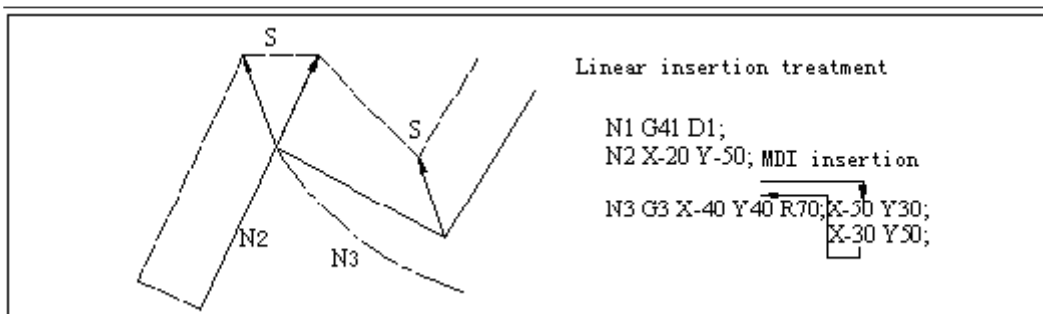 S
Linear insertion treatment
S
N1 G41 D1;
N2 X-20 Y-50; MDI insertion
N3 G3 X-40 Y40 R70; X-50 Y30;
X-30 Y50;
N2
N3